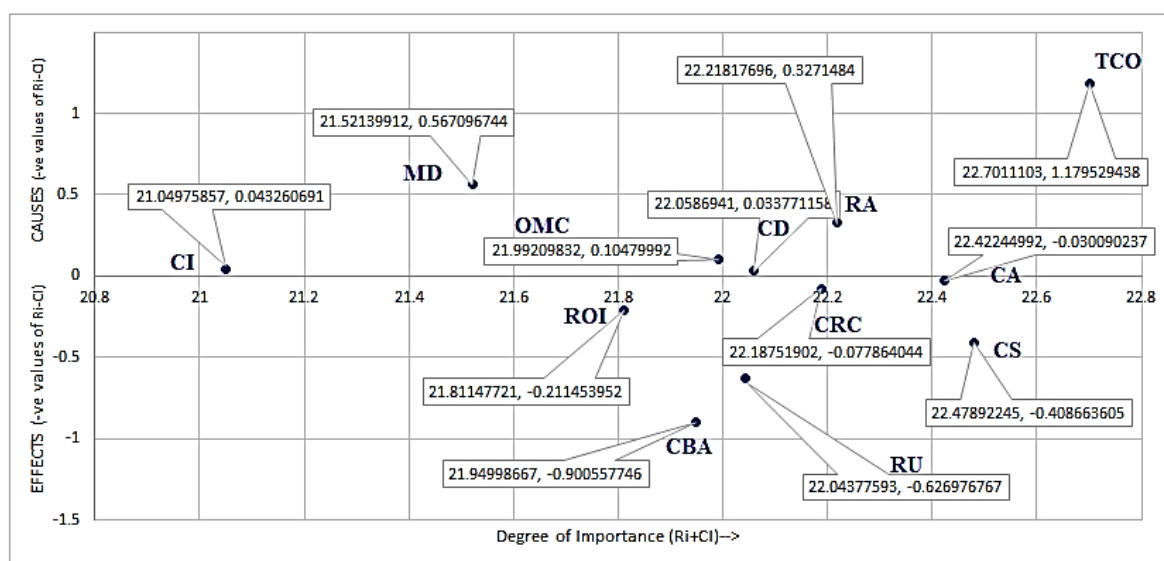 TCO
22.21817696, 0.3271484
1
21.52139912, 0.567096744
MD
22.7011103, 1.179529438
21.04975857, 0.043260691
0.5
22.0586941, 0.033771158
RA
OMC
CD
22.42244992, -0.030090237
21.99209832, 0.10479992
CI
CA
0
20.8 21 21.2 21.4 21.6 21.8 22 22.2 22.4 22.6 22.8
ROI
CRC
22.18751902, -0.077864044
CS
-0.5
21.81147721, -0.211453952
22.47892245, -0.408663605
-1
CBA
RU
21.94998667, -0.900557746
22.04377593, -0.626976767
-1.5
CAUSES (-ve values of Ri-CI)
EFFECTS (-ve values of Ri-CI)
Degree of Importance (Ri+CI)-->